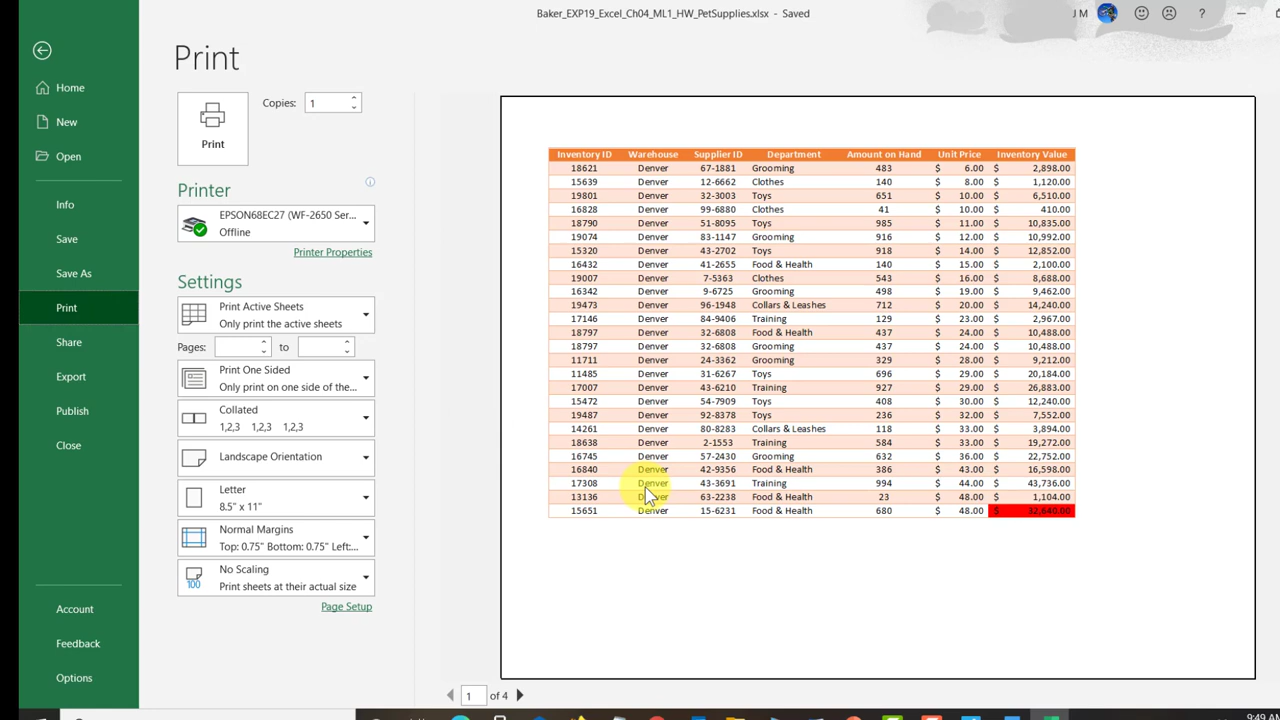 Baker_EXP19_Excel_Ch04_ML1_HW_PetSupplies.xlsx - Saved
J M
?
Print
Home
New
Open
Info
Save
Save As
Print
Share
Export
Publish
Close
Account
Feedback
Options
Print
Copies: 1
Printer
EPSON68EC27 (WF-2650 Ser...
Offline
Printer Properties
Settings
Print Active Sheets
Only print the active sheets
Pages: to
Print One Sided
Only print on one side of the...
Collated
1,2,3 1,2,3 1,2,3
Landscape Orientation
Letter
8.5" x 11"
Normal Margins
Top: 0.75" Bottom: 0.75" Left:...
No Scaling
100
Print sheets at their actual size
Page Setup
Inventory ID Warehouse Supplier ID Department Amount on Hand Unit Price Inventory Value
18621 Denver 67-1881 Grooming 483 $ 6.00 $ 2,898.00
15639 Denver 12-6662 Clothes 140 $ 8.00 $ 1,120.00
19801 Denver 32-3003 Toys 651 $ 10.00 $ 6,510.00
16828 Denver 99-6880 Clothes 41 $ 10.00 $ 410.00
18790 Denver 51-8095 Toys 985 $ 11.00 $ 10,835.00
19074 Denver 83-1147 Grooming 916 $ 12.00 $ 10,992.00
15320 Denver 43-2702 Toys 918 $ 14.00 $ 12,852.00
16432 Denver 41-2655 Food & Health 140 $ 15.00 $ 2,100.00
19007 Denver 7-5363 Clothes 543 $ 16.00 $ 8,688.00
16342 Denver 9-6725 Grooming 498 $ 19.00 $ 9,462.00
19473 Denver 96-1948 Collars & Leashes 712 $ 20.00 $ 14,240.00
17146 Denver 84-9406 Training 129 $ 23.00 $ 2,967.00
18797 Denver 32-6808 Food & Health 437 $ 24.00 $ 10,488.00
18797 Denver 32-6808 Grooming 437 $ 24.00 $ 10,488.00
11711 Denver 24-3362 Grooming 329 $ 28.00 $ 9,212.00
11485 Denver 31-6267 Toys 696 $ 29.00 $ 20,184.00
17007 Denver 43-6210 Training 927 $ 29.00 $ 26,883.00
15472 Denver 54-7909 Toys 408 $ 30.00 $ 12,240.00
19487 Denver 92-8378 Toys 236 $ 32.00 $ 7,552.00
14261 Denver 80-8283 Collars & Leashes 118 $ 33.00 $ 3,894.00
18638 Denver 2-1553 Training 584 $ 33.00 $ 19,272.00
16745 Denver 57-2430 Grooming 632 $ 36.00 $ 22,752.00
16840 Denver 42-9356 Food & Health 386 $ 43.00 $ 16,598.00
17308 Denver 43-3691 Training 994 $ 44.00 $ 43,736.00
13136 Denver 63-2238 Food & Health 23 $ 48.00 $ 1,104.00
15651 Denver 15-6231 Food & Health 680 $ 48.00 $ 32,640.00
1 of 4
9:49 AM